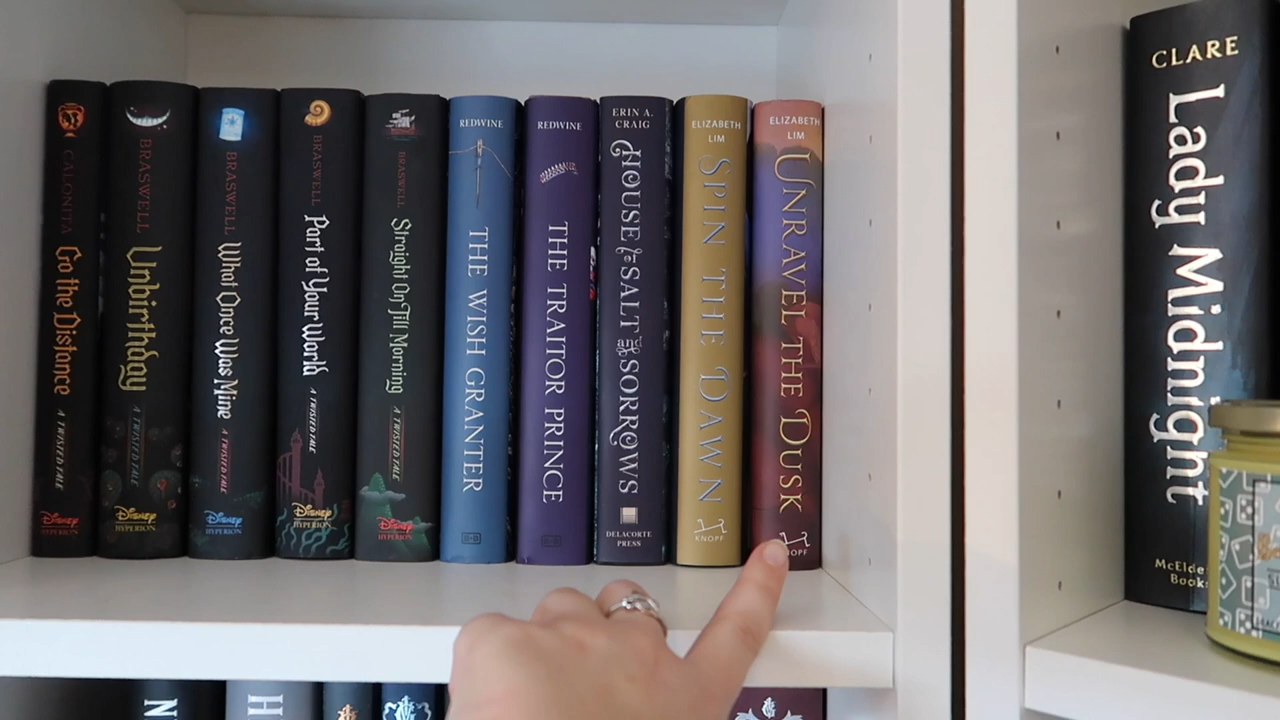 CALONITA Go the Distance A TWISTED TALE
Disney
HYPERION
BRASWELL Unbirthday A TWISTED TALE
Disney
HYPERION
BRASWELL What Once Was Mine A TWISTED TALE
Disney
HYPERION
BRASWELL Part of Your World A TWISTED TALE
Disney
HYPERION
BRASWELL Straight On Till Morning A TWISTED TALE
Disney
HYPERION
REDWINE
THE WISH GRANTER
REDWINE
THE TRAITOR PRINCE
ERIN A.
CRAIG
HOUSE of SALT and SORROWS
DELACORTE
PRESS
ELIZABETH
LIM
SPIN THE DAWN
KNOPF
ELIZABETH
LIM
UNRAVEL THE DUSK
CLARE
Lady Midnight
Books
N
H